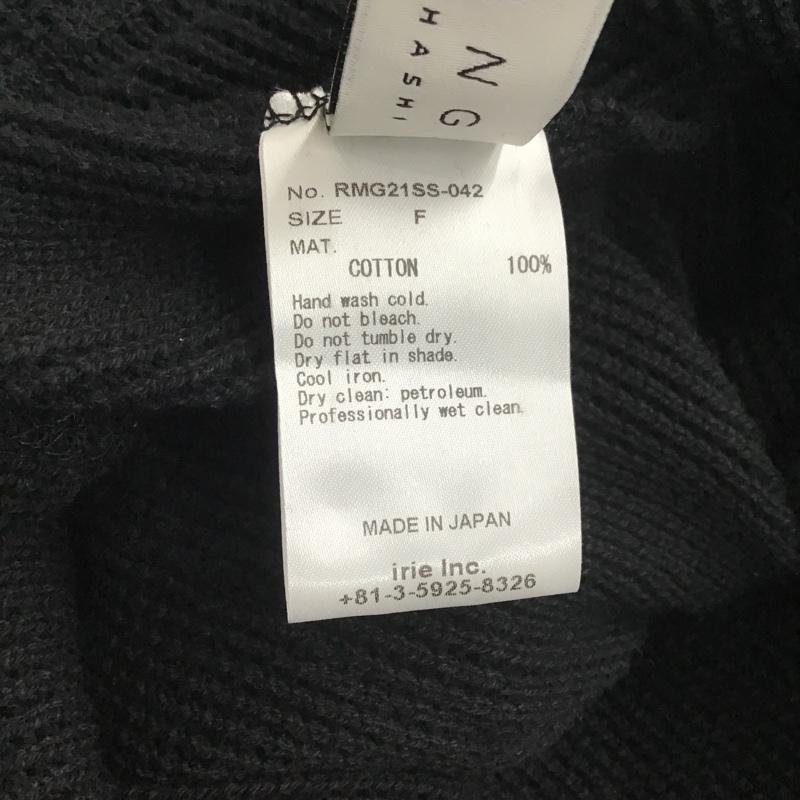 NG
HASHI
No. RMG21SS-042
SIZE F
MAT.
COTTON 100%
Hand wash cold.
Do not bleach.
Do not tumble dry.
Dry flat in shade.
Cool iron.
Dry clean: petroleum.
Professionally wet clean.
MADE IN JAPAN
irie Inc.
+81-3-5925-8326